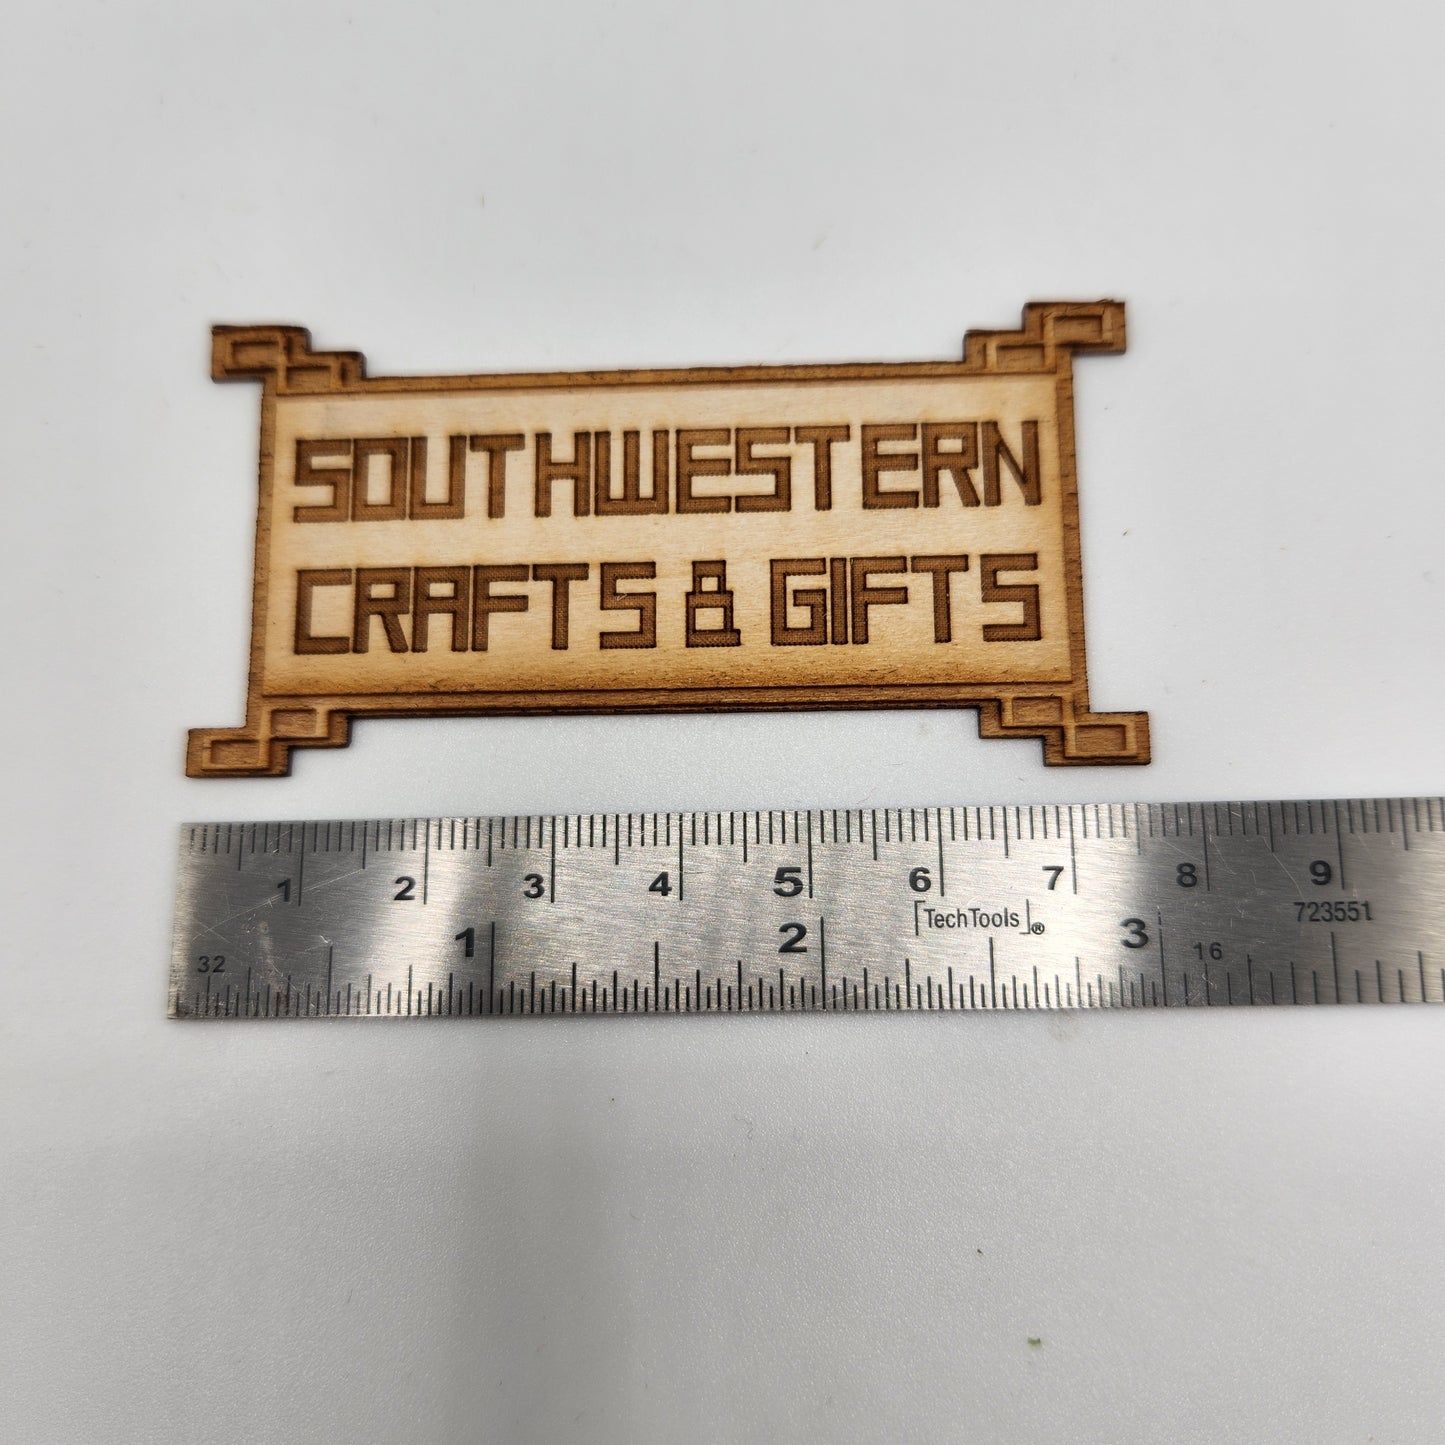 SOUTHWESTERN
CRAFTS & GIFTS
1 2 3 4 5 6 7 8 9
TechTools® 723551
1 2 3
32 16